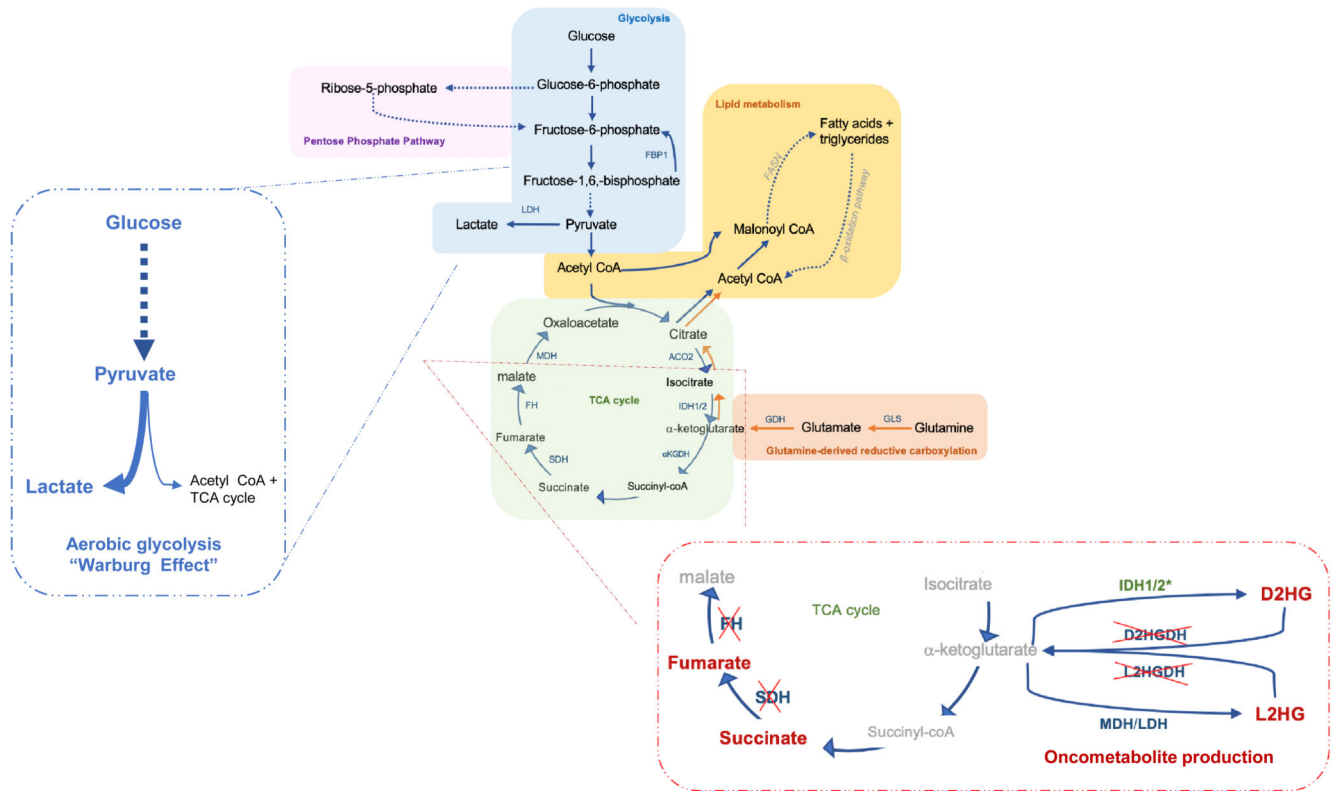 Glycolysis
Glucose
Glucose-6-phosphate
Fructose-6-phosphate
FBP1
Fructose-1,6,-bisphosphate
LDH
Lactate
Pyruvate
Ribose-5-phosphate
Pentose Phosphate Pathway
Lipid metabolism
Fatty acids +
triglycerides
FASN
β-oxidation pathway
Malonoyl CoA
Acetyl CoA
Acetyl CoA
Oxaloacetate
Citrate
MDH
ACO2
malate
Isocitrate
TCA cycle
FH
IDH1/2
α-ketoglutarate
Fumarate
SDH
αKGDH
Succinate
Succinyl-coA
GDH
GLS
Glutamate
Glutamine
Glutamine-derived reductive carboxylation
Glucose
Pyruvate
Lactate
Acetyl CoA +
TCA cycle
Aerobic glycolysis
“Warburg Effect”
malate
TCA cycle
Isocitrate
IDH1/2*
D2HG
FH
D2HGDH
α-ketoglutarate
Fumarate
L2HGDH
SDH
L2HG
MDH/LDH
Succinate
Succinyl-coA
Oncometabolite production